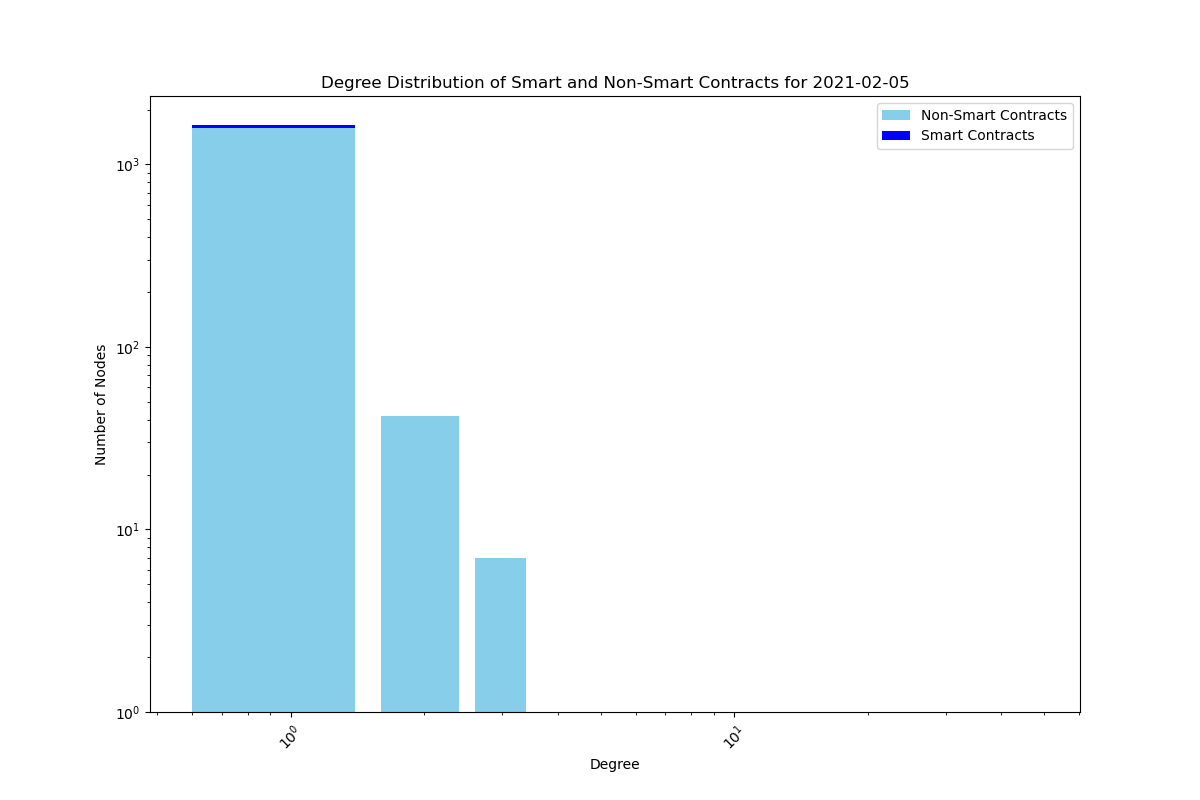 Degree Distribution of Smart and Non-Smart Contracts for 2021-02-05
Non-Smart Contracts
Smart Contracts
Number of Nodes
10³
10²
10¹
10⁰
10⁰
10¹
Degree